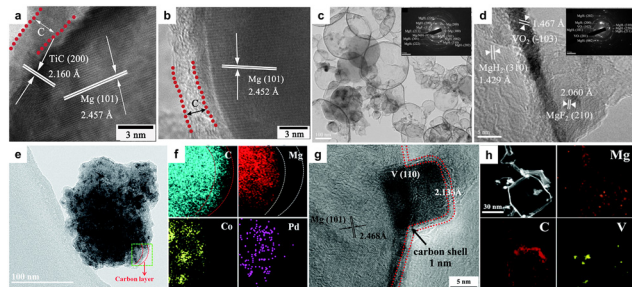 a
C
TiC (200)
2.160 Å
Mg (101)
2.457 Å
3 nm
b
Mg (101)
2.452 Å
C
3 nm
c
d
1.467 Å
VO₂ (-103)
MgH₂ (310)
1.429 Å
2.060 Å
MgF₂ (210)
e
Carbon layer
100 nm
f
C
Mg
Co
Pd
g
V (110)
2.134Å
Mg (101)
2.468Å
carbon shell
1 nm
5 nm
h
Mg
30 nm
C
V